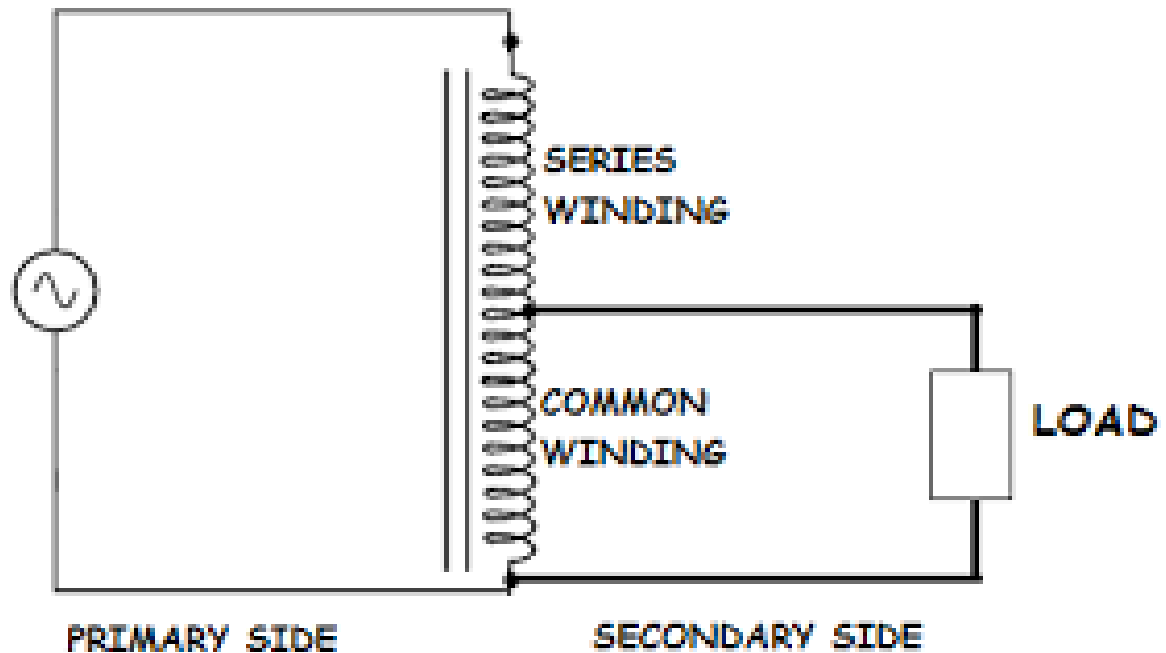 SERIES
WINDING
COMMON
WINDING
LOAD
PRIMARY SIDE
SECONDARY SIDE